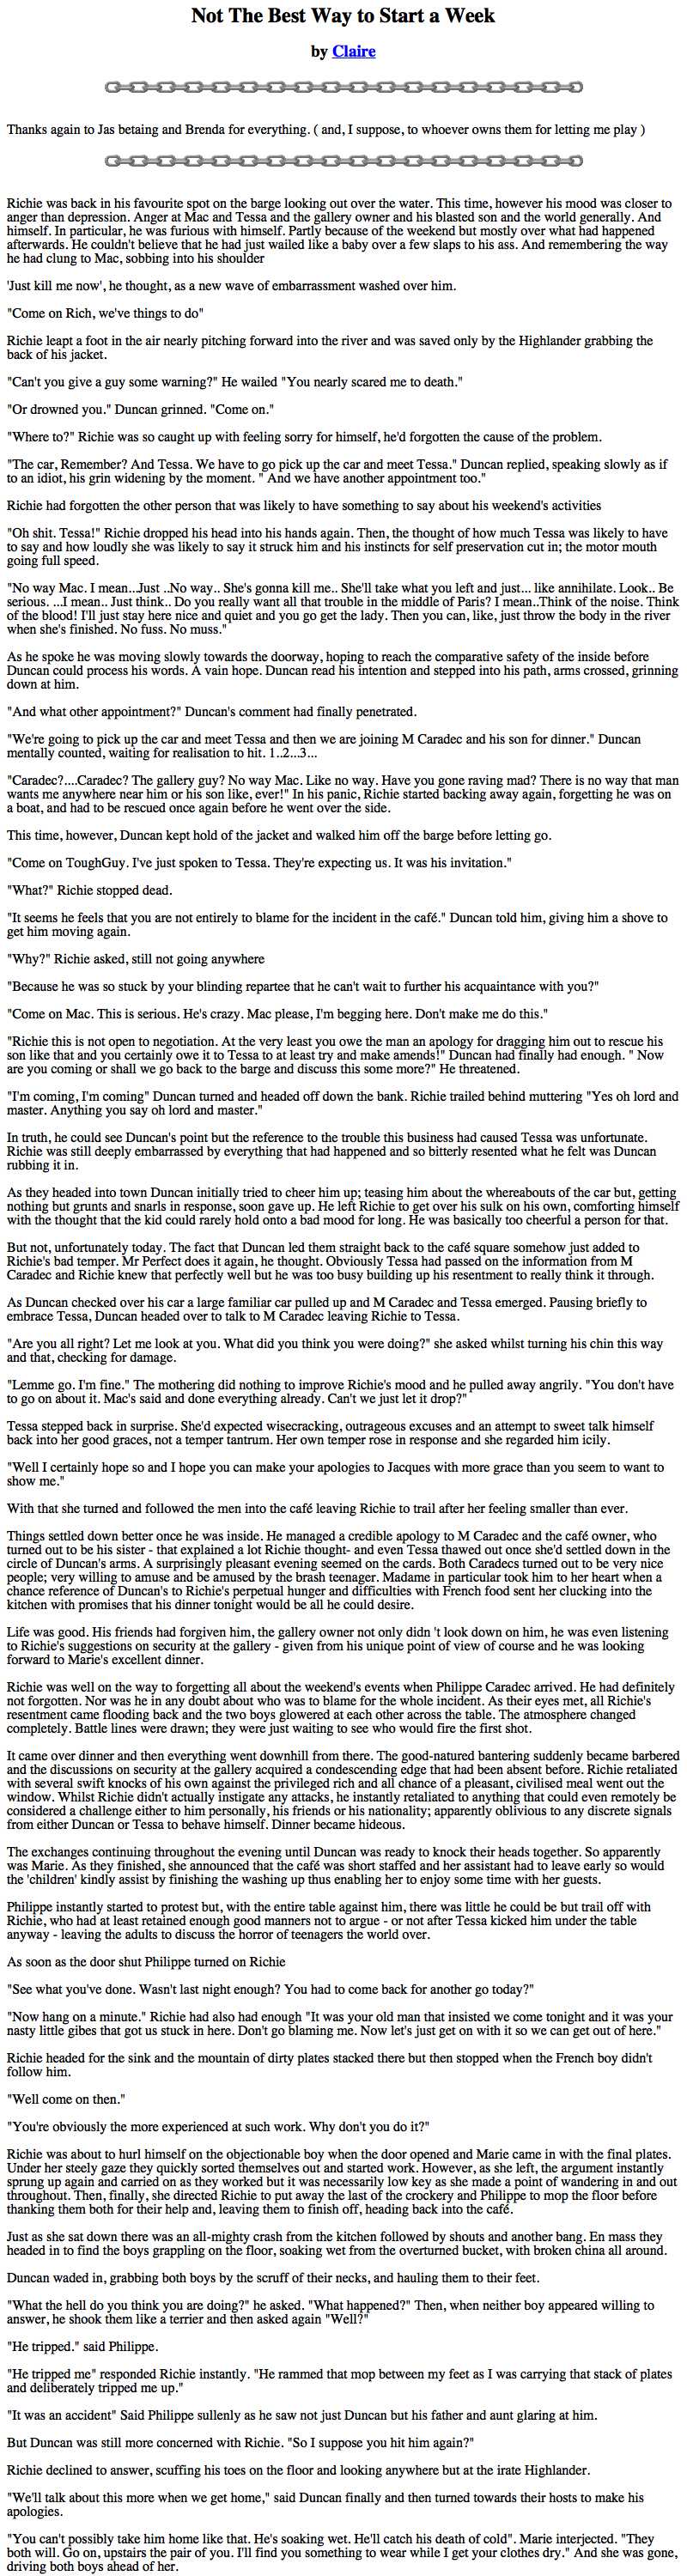 Not The Best Way to Start a Week
by Claire
Thanks again to Jas betaing and Brenda for everything. ( and, I suppose, to whoever owns them for letting me play )
Richie was back in his favourite spot on the barge looking out over the water. This time, however his mood was closer to
anger than depression. Anger at Mac and Tessa and the gallery owner and his blasted son and the world generally. And
himself. In particular, he was furious with himself. Partly because of the weekend but mostly over what had happened
afterwards. He couldn't believe that he had just wailed like a baby over a few slaps to his ass. And remembering the way
he had clung to Mac, sobbing into his shoulder
'Just kill me now', he thought, as a new wave of embarrassment washed over him.
"Come on Rich, we've things to do"
Richie leapt a foot in the air nearly pitching forward into the river and was saved only by the Highlander grabbing the
back of his jacket.
"Can't you give a guy some warning?" He wailed "You nearly scared me to death."
"Or drowned you." Duncan grinned. "Come on."
"Where to?" Richie was so caught up with feeling sorry for himself, he'd forgotten the cause of the problem.
"The car, Remember? And Tessa. We have to go pick up the car and meet Tessa." Duncan replied, speaking slowly as if
to an idiot, his grin widening by the moment. " And we have another appointment too."
Richie had forgotten the other person that was likely to have something to say about his weekend's activities
"Oh shit. Tessa!" Richie dropped his head into his hands again. Then, the thought of how much Tessa was likely to have
to say and how loudly she was likely to say it struck him and his instincts for self preservation cut in; the motor mouth
going full speed.
"No way Mac. I mean...Just ..No way.. She's gonna kill me.. She'll take what you left and just... like annihilate. Look.. Be
serious. ...I mean.. Just think.. Do you really want all that trouble in the middle of Paris? I mean..Think of the noise. Think
of the blood! I'll just stay here nice and quiet and you go get the lady. Then you can, like, just throw the body in the river
when she's finished. No fuss. No muss."
As he spoke he was moving slowly towards the doorway, hoping to reach the comparative safety of the inside before
Duncan could process his words. A vain hope. Duncan read his intention and stepped into his path, arms crossed, grinning
down at him.
"And what other appointment?" Duncan's comment had finally penetrated.
"We're going to pick up the car and meet Tessa and then we are joining M Caradec and his son for dinner." Duncan
mentally counted, waiting for realisation to hit. 1..2...3...
"Caradec?....Caradec? The gallery guy? No way Mac. Like no way. Have you gone raving mad? There is no way that man
wants me anywhere near him or his son like, ever!" In his panic, Richie started backing away again, forgetting he was on
a boat, and had to be rescued once again before he went over the side.
This time, however, Duncan kept hold of the jacket and walked him off the barge before letting go.
"Come on ToughGuy. I've just spoken to Tessa. They're expecting us. It was his invitation."
"What?" Richie stopped dead.
"It seems he feels that you are not entirely to blame for the incident in the café." Duncan told him, giving him a shove to
get him moving again.
"Why?" Richie asked, still not going anywhere
"Because he was so stuck by your blinding repartee that he can't wait to further his acquaintance with you?"
"Come on Mac. This is serious. He's crazy. Mac please, I'm begging here. Don't make me do this."
"Richie this is not open to negotiation. At the very least you owe the man an apology for dragging him out to rescue his
son like that and you certainly owe it to Tessa to at least try and make amends!" Duncan had finally had enough. " Now
are you coming or shall we go back to the barge and discuss this some more?" He threatened.
"I'm coming, I'm coming" Duncan turned and headed off down the bank. Richie trailed behind muttering "Yes oh lord and
master. Anything you say oh lord and master."
In truth, he could see Duncan's point but the reference to the trouble this business had caused Tessa was unfortunate.
Richie was still deeply embarrassed by everything that had happened and so bitterly resented what he felt was Duncan
rubbing it in.
As they headed into town Duncan initially tried to cheer him up; teasing him about the whereabouts of the car but, getting
nothing but grunts and snarls in response, soon gave up. He left Richie to get over his sulk on his own, comforting himself
with the thought that the kid could rarely hold onto a bad mood for long. He was basically too cheerful a person for that.
But not, unfortunately today. The fact that Duncan led them straight back to the café square somehow just added to
Richie's bad temper. Mr Perfect does it again, he thought. Obviously Tessa had passed on the information from M
Caradec and Richie knew that perfectly well but he was too busy building up his resentment to really think it through.
As Duncan checked over his car a large familiar car pulled up and M Caradec and Tessa emerged. Pausing briefly to
embrace Tessa, Duncan headed over to talk to M Caradec leaving Richie to Tessa.
"Are you all right? Let me look at you. What did you think you were doing?" she asked whilst turning his chin this way
and that, checking for damage.
"Lemme go. I'm fine." The mothering did nothing to improve Richie's mood and he pulled away angrily. "You don't have
to go on about it. Mac's said and done everything already. Can't we just let it drop?"
Tessa stepped back in surprise. She'd expected wisecracking, outrageous excuses and an attempt to sweet talk himself
back into her good graces, not a temper tantrum. Her own temper rose in response and she regarded him icily.
"Well I certainly hope so and I hope you can make your apologies to Jacques with more grace than you seem to want to
show me."
With that she turned and followed the men into the café leaving Richie to trail after her feeling smaller than ever.
Things settled down better once he was inside. He managed a credible apology to M Caradec and the café owner, who
turned out to be his sister - that explained a lot Richie thought- and even Tessa thawed out once she'd settled down in the
circle of Duncan's arms. A surprisingly pleasant evening seemed on the cards. Both Caradecs turned out to be very nice
people; very willing to amuse and be amused by the brash teenager. Madame in particular took him to her heart when a
chance reference of Duncan's to Richie's perpetual hunger and difficulties with French food sent her clucking into the
kitchen with promises that his dinner tonight would be all he could desire.
Life was good. His friends had forgiven him, the gallery owner not only didn 't look down on him, he was even listening
to Richie's suggestions on security at the gallery - given from his unique point of view of course and he was looking
forward to Marie's excellent dinner.
Richie was well on the way to forgetting all about the weekend's events when Philippe Caradec arrived. He had definitely
not forgotten. Nor was he in any doubt about who was to blame for the whole incident. As their eyes met, all Richie's
resentment came flooding back and the two boys glowered at each other across the table. The atmosphere changed
completely. Battle lines were drawn; they were just waiting to see who would fire the first shot.
It came over dinner and then everything went downhill from there. The good-natured bantering suddenly became barbered
and the discussions on security at the gallery acquired a condescending edge that had been absent before. Richie retaliated
with several swift knocks of his own against the privileged rich and all chance of a pleasant, civilised meal went out the
window. Whilst Richie didn't actually instigate any attacks, he instantly retaliated to anything that could even remotely be
considered a challenge either to him personally, his friends or his nationality; apparently oblivious to any discrete signals
from either Duncan or Tessa to behave himself. Dinner became hideous.
The exchanges continuing throughout the evening until Duncan was ready to knock their heads together. So apparently
was Marie. As they finished, she announced that the café was short staffed and her assistant had to leave early so would
the 'children' kindly assist by finishing the washing up thus enabling her to enjoy some time with her guests.
Philippe instantly started to protest but, with the entire table against him, there was little he could be but trail off with
Richie, who had at least retained enough good manners not to argue - or not after Tessa kicked him under the table
anyway - leaving the adults to discuss the horror of teenagers the world over.
As soon as the door shut Philippe turned on Richie
"See what you've done. Wasn't last night enough? You had to come back for another go today?"
"Now hang on a minute." Richie had also had enough "It was your old man that insisted we come tonight and it was your
nasty little gibes that got us stuck in here. Don't go blaming me. Now let's just get on with it so we can get out of here."
Richie headed for the sink and the mountain of dirty plates stacked there but then stopped when the French boy didn't
follow him.
"Well come on then."
"You're obviously the more experienced at such work. Why don't you do it?"
Richie was about to hurl himself on the objectionable boy when the door opened and Marie came in with the final plates.
Under her steely gaze they quickly sorted themselves out and started work. However, as she left, the argument instantly
sprung up again and carried on as they worked but it was necessarily low key as she made a point of wandering in and out
throughout. Then, finally, she directed Richie to put away the last of the crockery and Philippe to mop the floor before
thanking them both for their help and, leaving them to finish off, heading back into the café.
Just as she sat down there was an all-mighty crash from the kitchen followed by shouts and another bang. En mass they
headed in to find the boys grappling on the floor, soaking wet from the overturned bucket, with broken china all around.
Duncan waded in, grabbing both boys by the scruff of their necks, and hauling them to their feet.
"What the hell do you think you are doing?" he asked. "What happened?" Then, when neither boy appeared willing to
answer, he shook them like a terrier and then asked again "Well?"
"He tripped." said Philippe.
"He tripped me" responded Richie instantly. "He rammed that mop between my feet as I was carrying that stack of plates
and deliberately tripped me up."
"It was an accident" Said Philippe sullenly as he saw not just Duncan but his father and aunt glaring at him.
But Duncan was still more concerned with Richie. "So I suppose you hit him again?"
Richie declined to answer, scuffing his toes on the floor and looking anywhere but at the irate Highlander.
"We'll talk about this more when we get home," said Duncan finally and then turned towards their hosts to make his
apologies.
"You can't possibly take him home like that. He's soaking wet. He'll catch his death of cold". Marie interjected. "They
both will. Go on, upstairs the pair of you. I'll find you something to wear while I get your clothes dry." And she was gone,
driving both boys ahead of her.